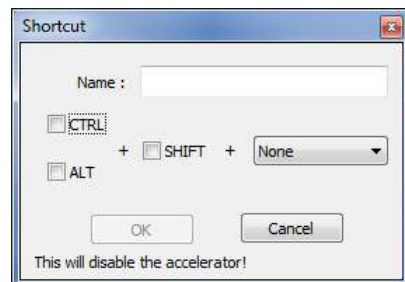 Shortcut
Name :
CTRL
+ SHIFT + None
ALT
OK Cancel
This will disable the accelerator!